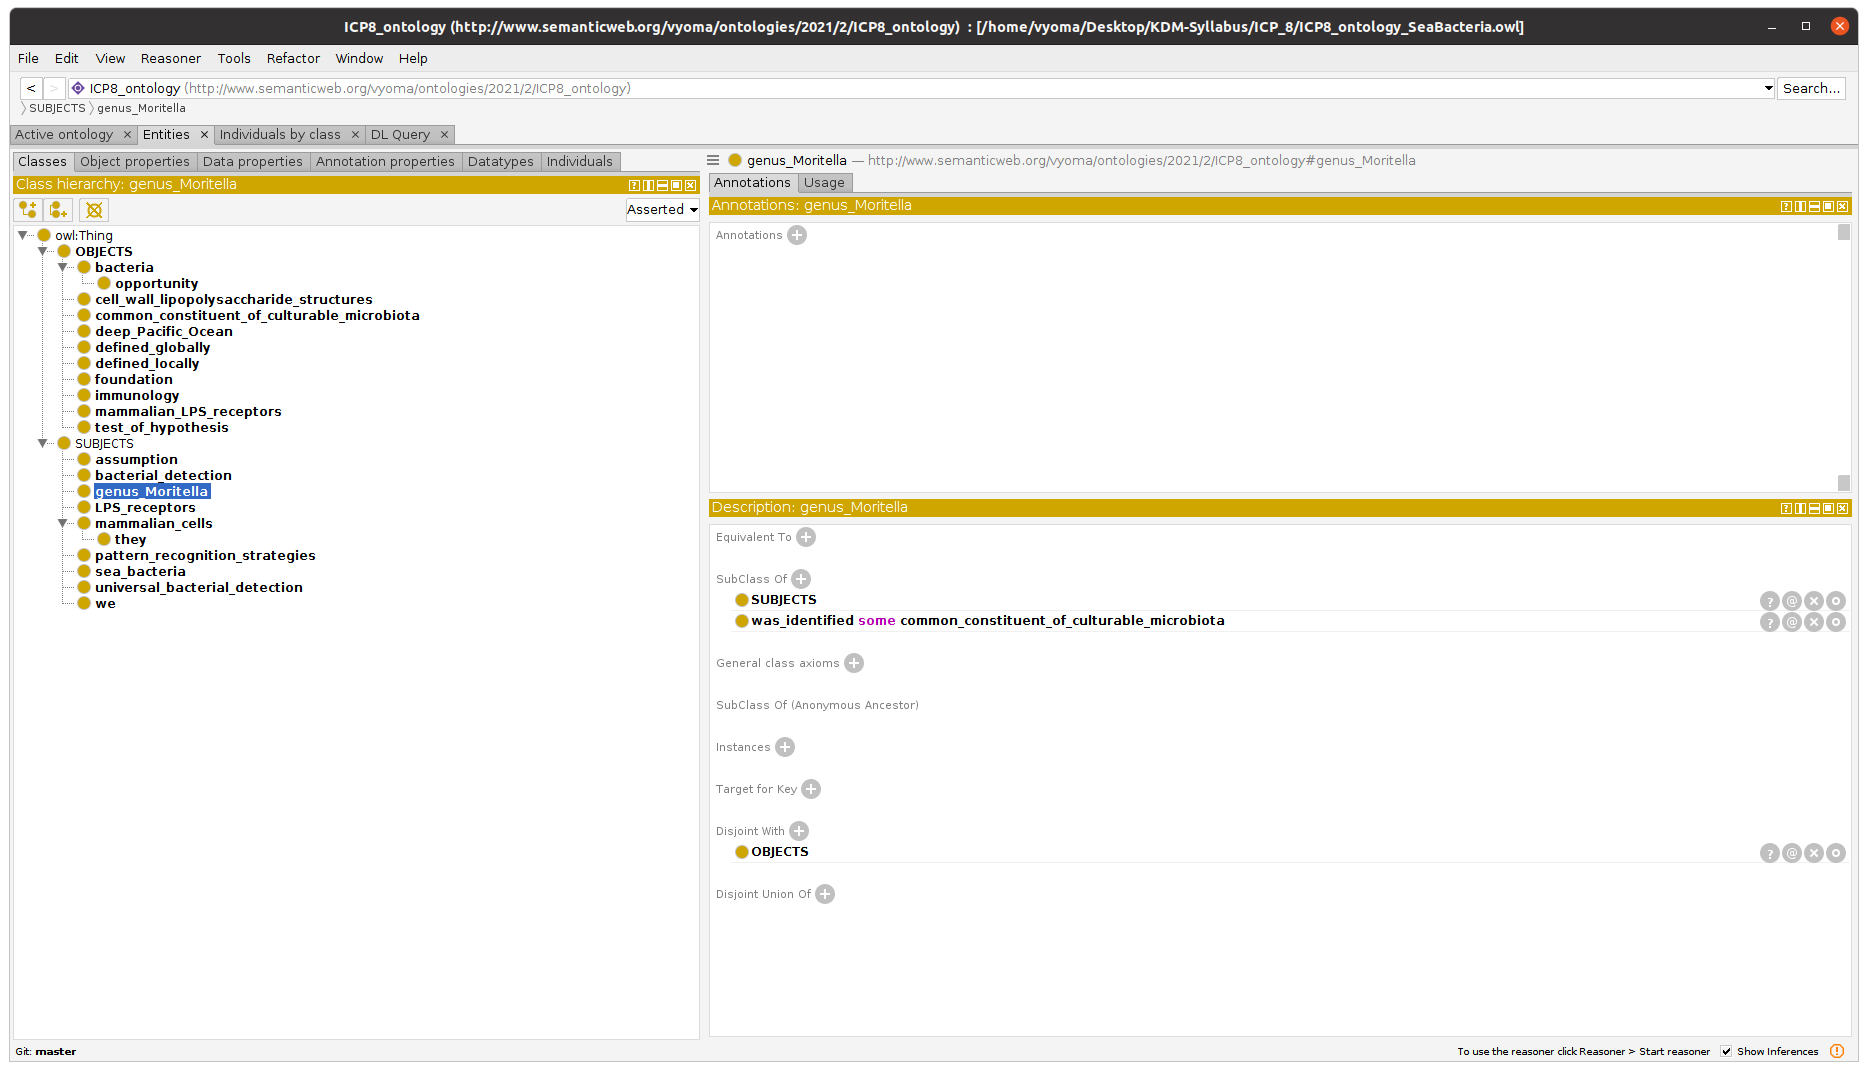 ICP8_ontology (http://www.semanticweb.org/vyoma/ontologies/2021/2/ICP8_ontology) : [/home/vyoma/Desktop/KDM-Syllabus/ICP_8/ICP8_ontology_SeaBacteria.owl]
File Edit View Reasoner Tools Refactor Window Help
< > ICP8_ontology (http://www.semanticweb.org/vyoma/ontologies/2021/2/ICP8_ontology) Search...
SUBJECTS genus_Moritella
Active ontology × Entities × Individuals by class × DL Query ×
Classes Object properties Data properties Annotation properties Datatypes Individuals
Class hierarchy: genus_Moritella
Asserted
owl:Thing
OBJECTS
bacteria
opportunity
cell_wall_lipopolysaccharide_structures
common_constituent_of_culturable_microbiota
deep_Pacific_Ocean
defined_globally
defined_locally
foundation
immunology
mammalian_LPS_receptors
test_of_hypothesis
SUBJECTS
assumption
bacterial_detection
genus_Moritella
LPS_receptors
mammalian_cells
they
pattern_recognition_strategies
sea_bacteria
universal_bacterial_detection
we
genus_Moritella — http://www.semanticweb.org/vyoma/ontologies/2021/2/ICP8_ontology#genus_Moritella
Annotations Usage
Annotations: genus_Moritella
Annotations
Description: genus_Moritella
Equivalent To
SubClass Of
SUBJECTS
was_identified some common_constituent_of_culturable_microbiota
General class axioms
SubClass Of (Anonymous Ancestor)
Instances
Target for Key
Disjoint With
OBJECTS
Disjoint Union Of
Git: master
To use the reasoner click Reasoner > Start reasoner Show Inferences